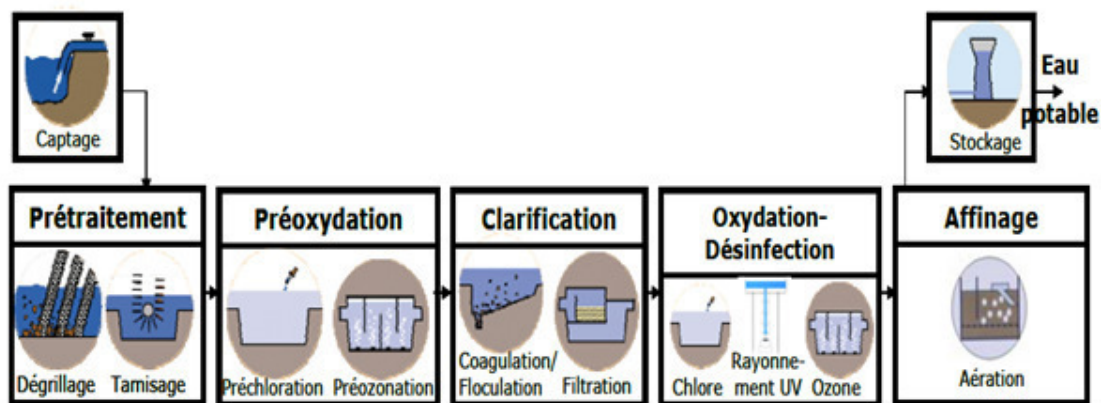 Captage
Stockage
Eau
potable
Prétraitement
Dégrillage
Tamisage
Préoxydation
Préchloration
Préozonation
Clarification
Coagulation/
Floculation
Filtration
Oxydation-
Désinfection
Chlore
Rayonne-
ment UV
Ozone
Affinage
Aération